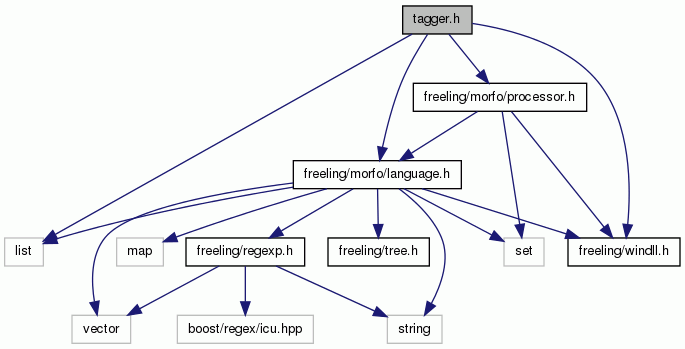 tagger.h
freeling/morfo/processor.h
freeling/morfo/language.h
list
map
freeling/regexp.h
freeling/tree.h
set
freeling/windll.h
vector
boost/regex/icu.hpp
string